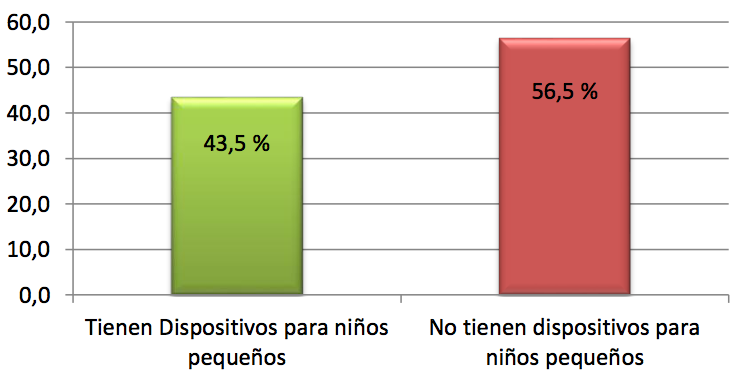 60,0
50,0
40,0
30,0
20,0
10,0
0,0
43,5 %
56,5 %
Tienen Dispositivos para niños
pequeños
No tienen dispositivos para
niños pequeños